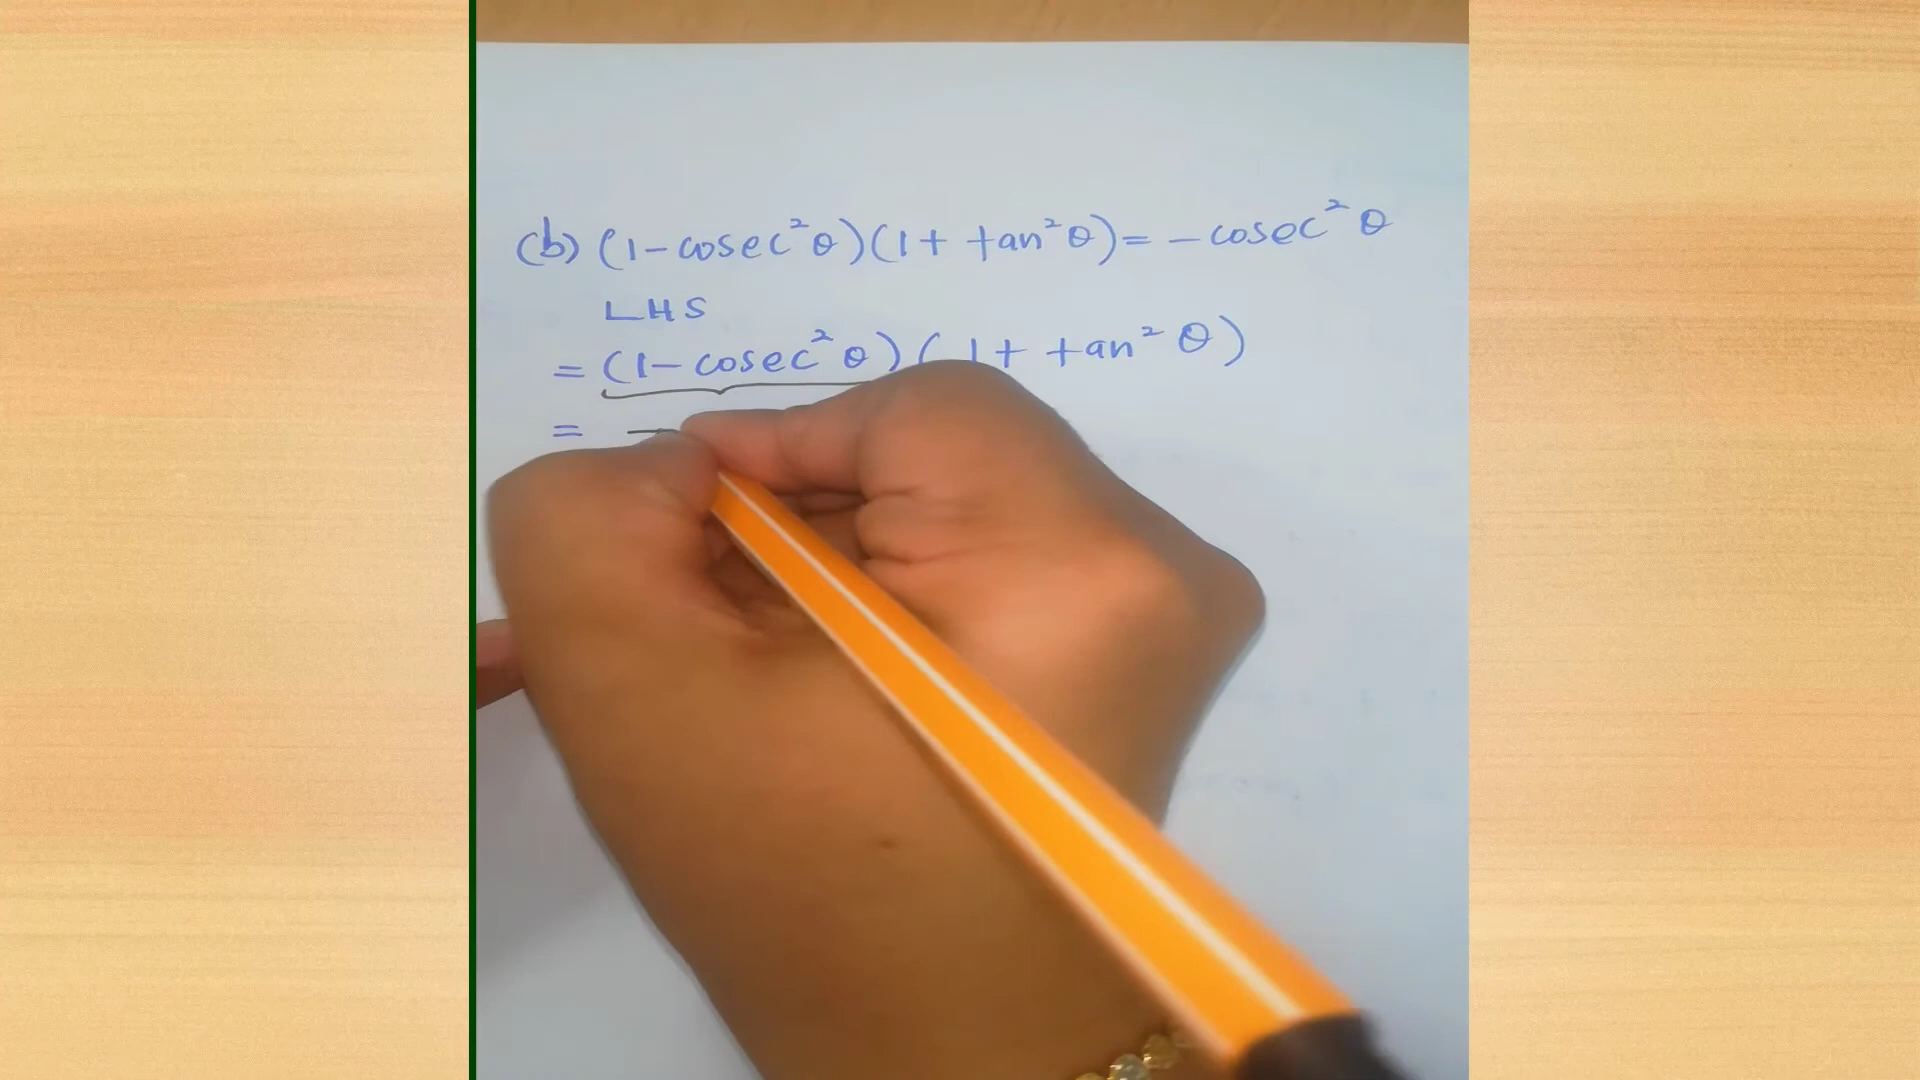 (b) (1 - cosec²θ)(1 + tan²θ) = - cosec²θ
LHS
= (1 - cosec²θ)(1 + tan²θ)
= -